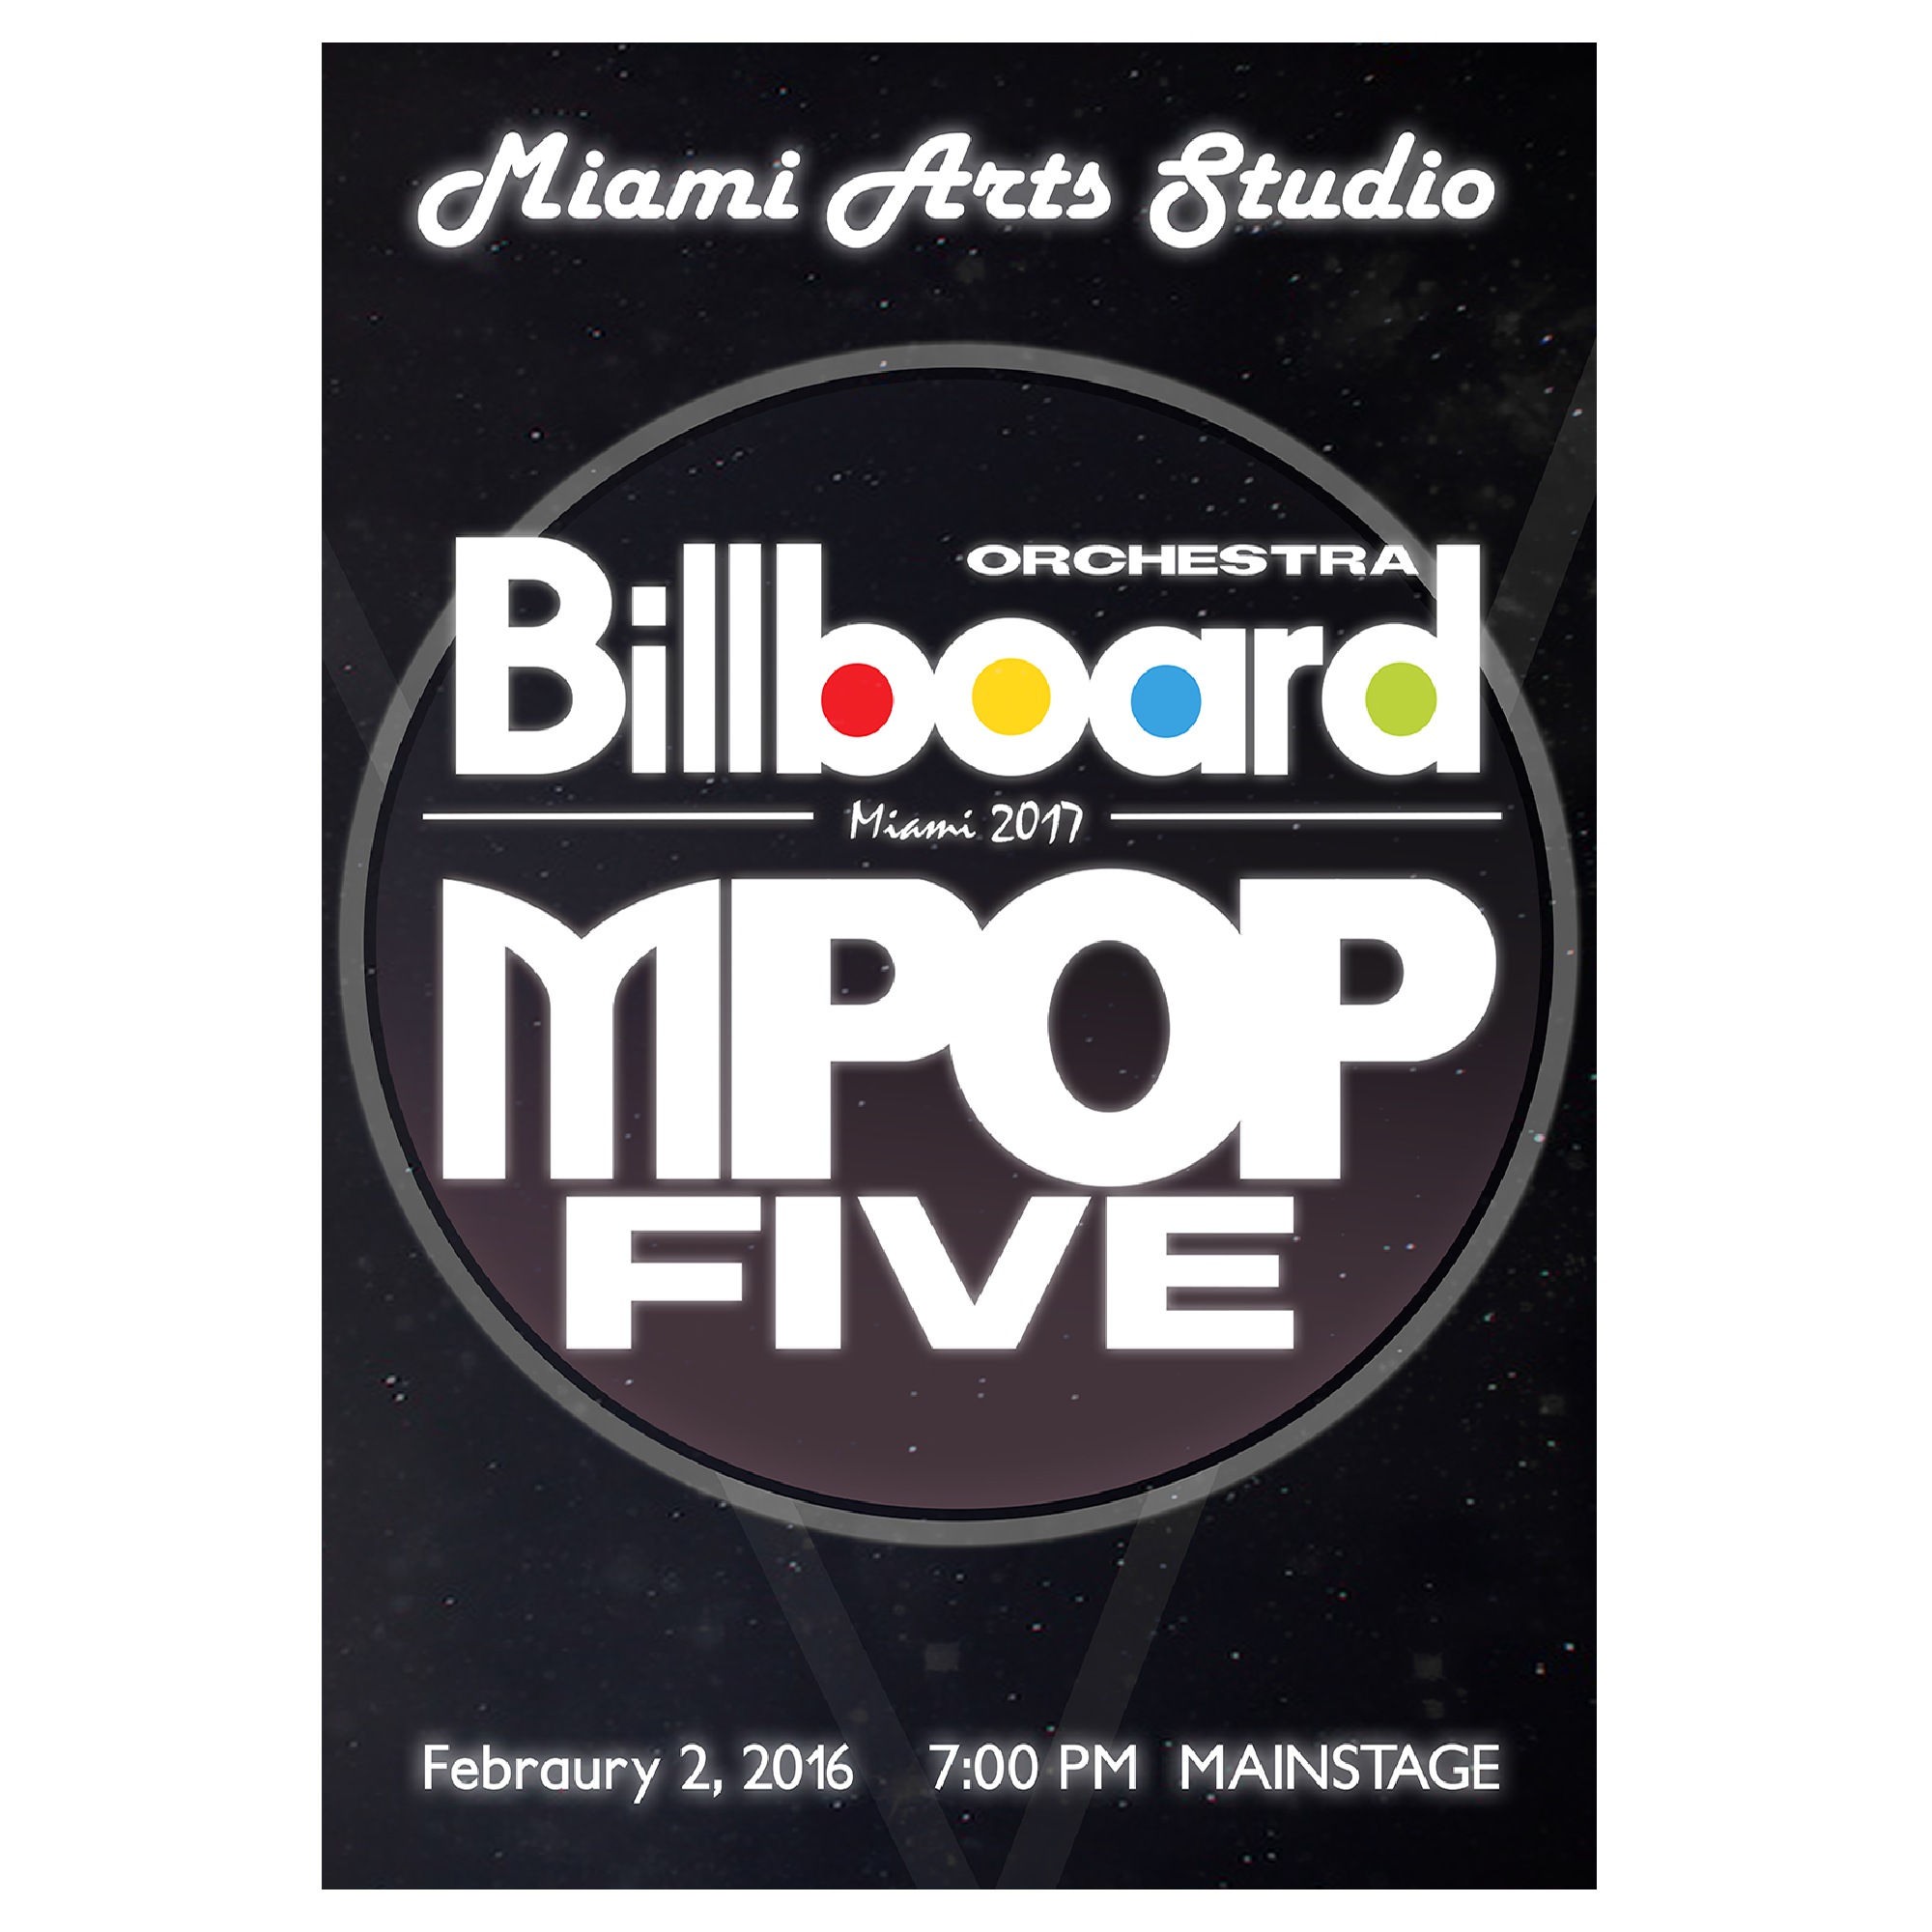 Miami Arts Studio
ORCHESTRA
Billboard
Miami 2017
MPOP
FIVE
Febraury 2, 2016 7:00 PM MAINSTAGE